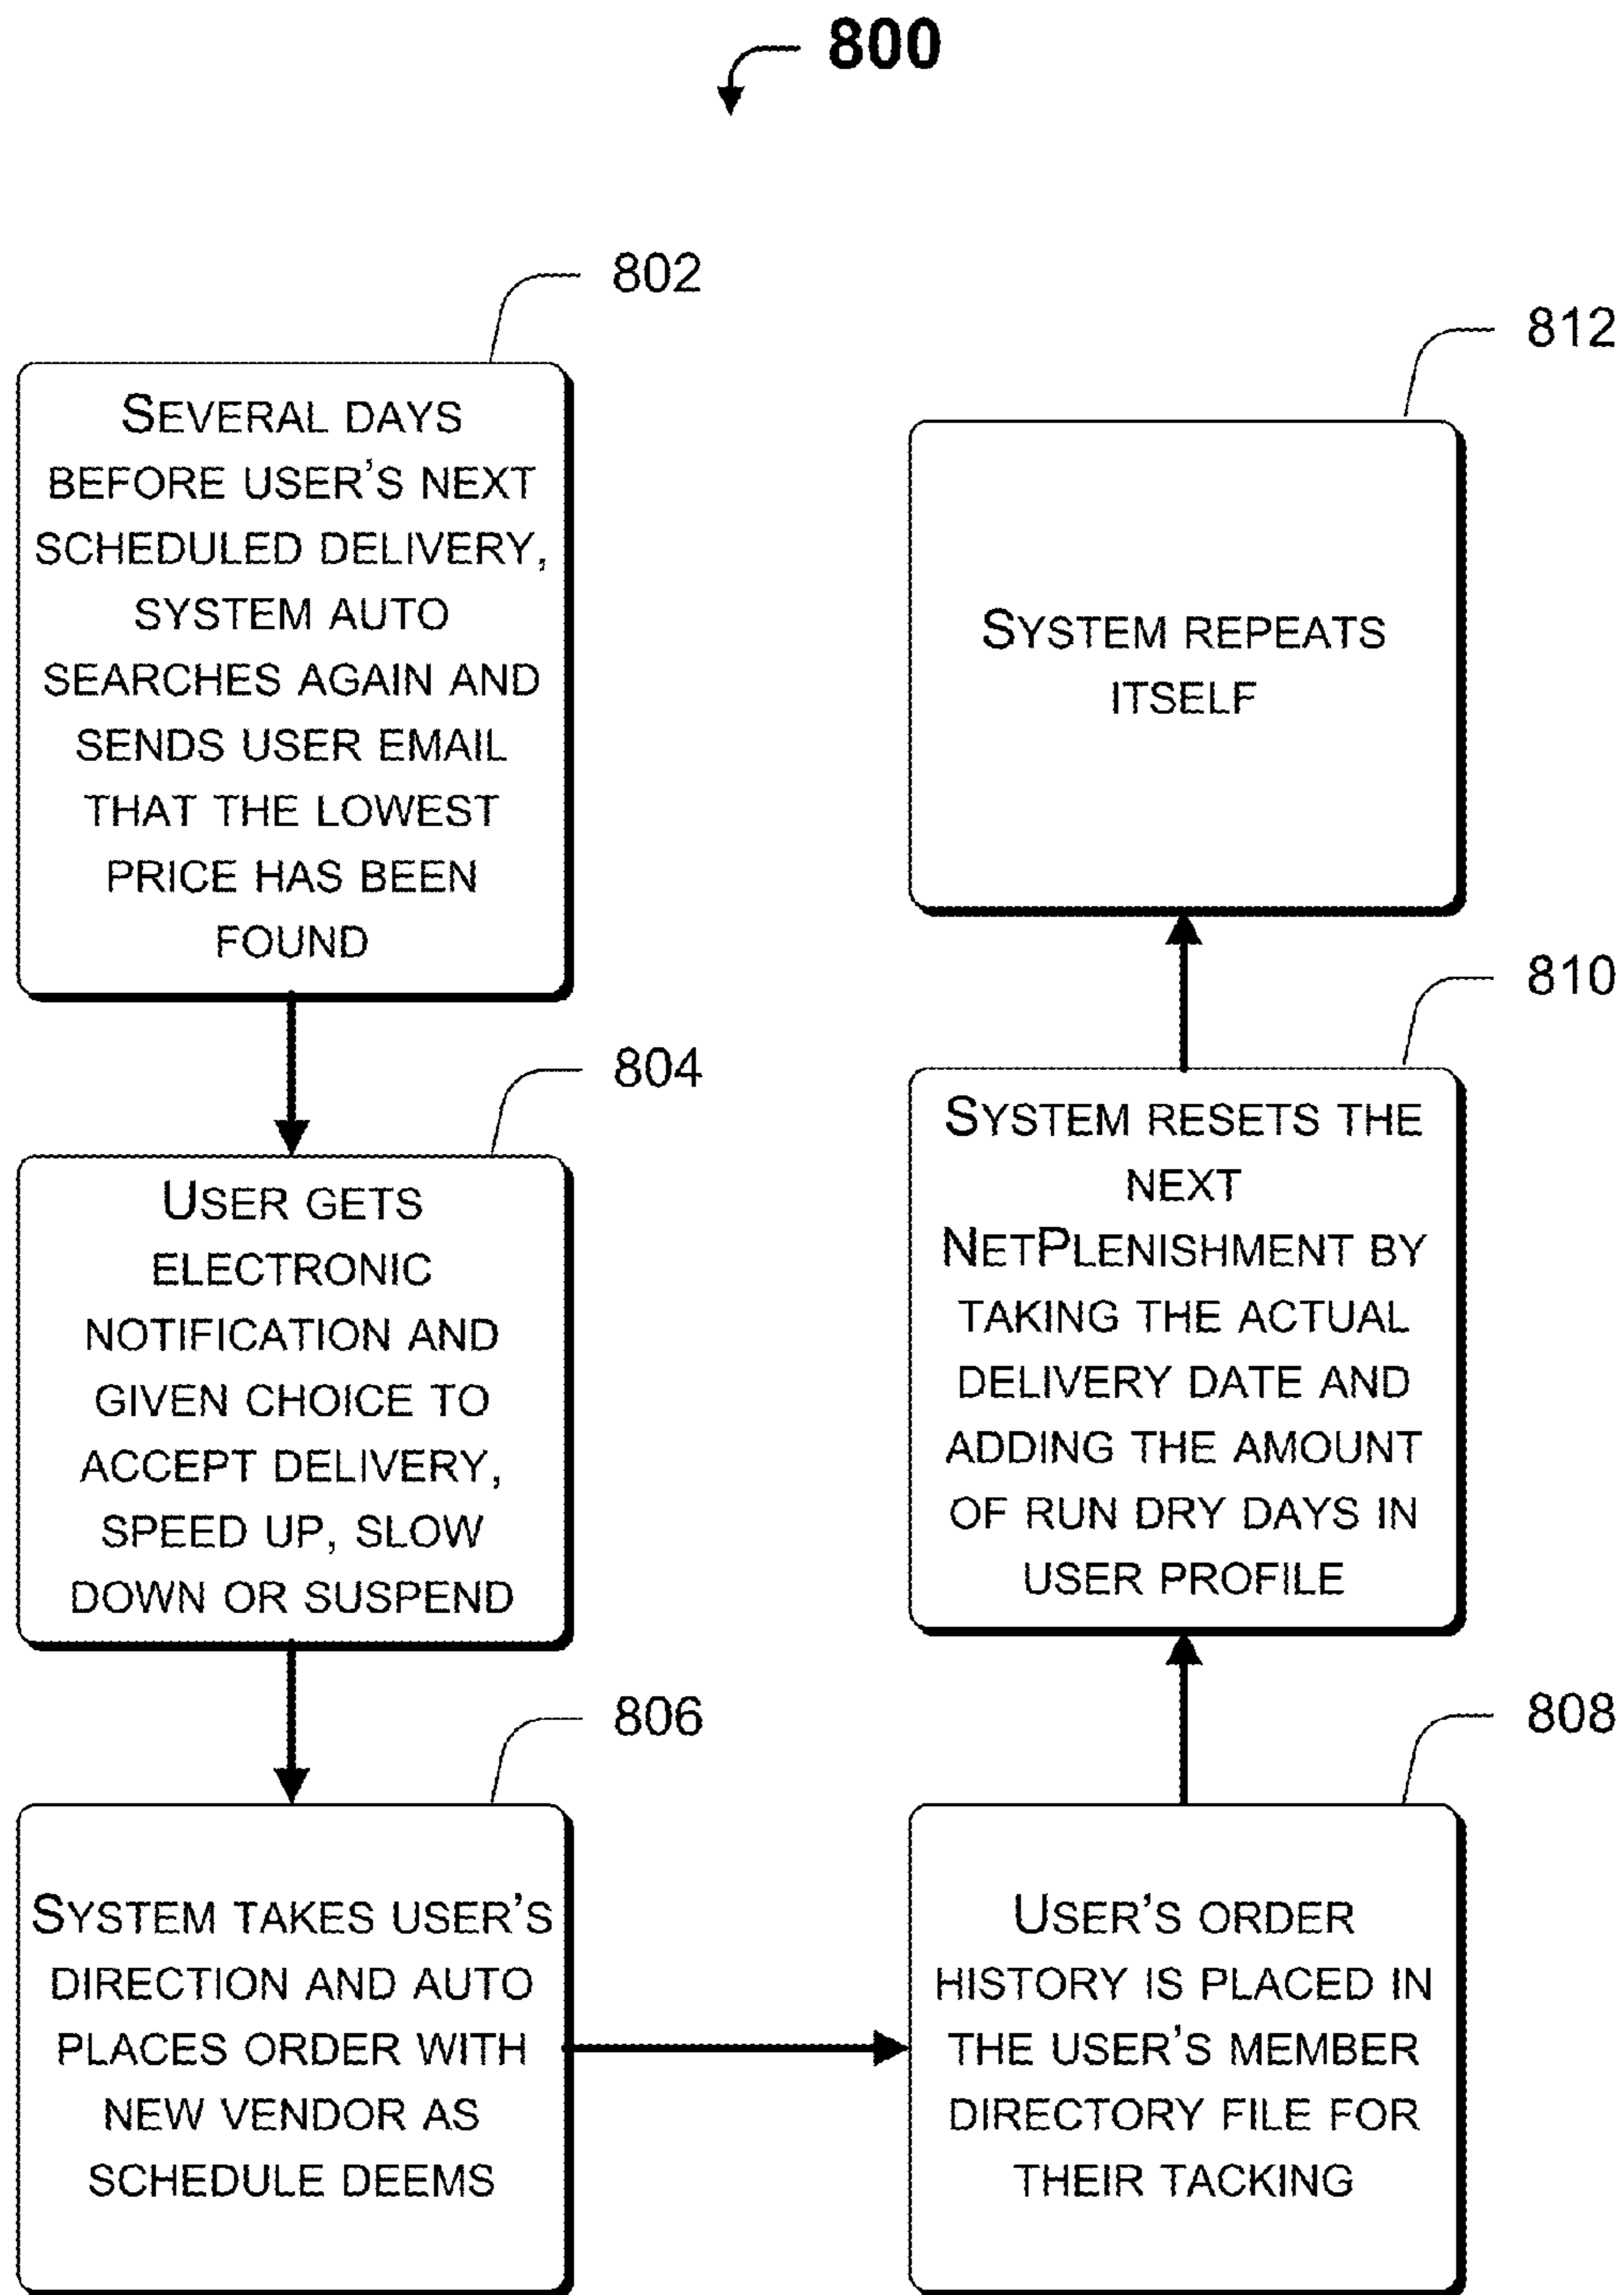 800
802
SEVERAL DAYS
BEFORE USER'S NEXT
SCHEDULED DELIVERY,
SYSTEM AUTO
SEARCHES AGAIN AND
SENDS USER EMAIL
THAT THE LOWEST
PRICE HAS BEEN
FOUND
804
USER GETS
ELECTRONIC
NOTIFICATION AND
GIVEN CHOICE TO
ACCEPT DELIVERY,
SPEED UP, SLOW
DOWN OR SUSPEND
806
SYSTEM TAKES USER'S
DIRECTION AND AUTO
PLACES ORDER WITH
NEW VENDOR AS
SCHEDULE DEEMS
808
USER'S ORDER
HISTORY IS PLACED IN
THE USER'S MEMBER
DIRECTORY FILE FOR
THEIR TACKING
810
SYSTEM RESETS THE
NEXT
NETPLENISHMENT BY
TAKING THE ACTUAL
DELIVERY DATE AND
ADDING THE AMOUNT
OF RUN DRY DAYS IN
USER PROFILE
812
SYSTEM REPEATS
ITSELF